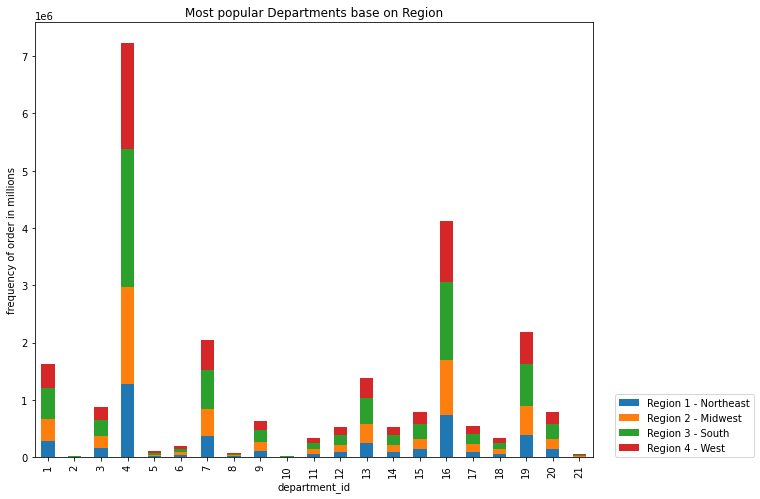 Most popular Departments base on Region
1e6
7
6
5
4
3
2
1
0
frequency of order in millions
1 2 3 4 5 6 7 8 9 10 11 12 13 14 15 16 17 18 19 20 21
department_id
Region 1 - Northeast
Region 2 - Midwest
Region 3 - South
Region 4 - West